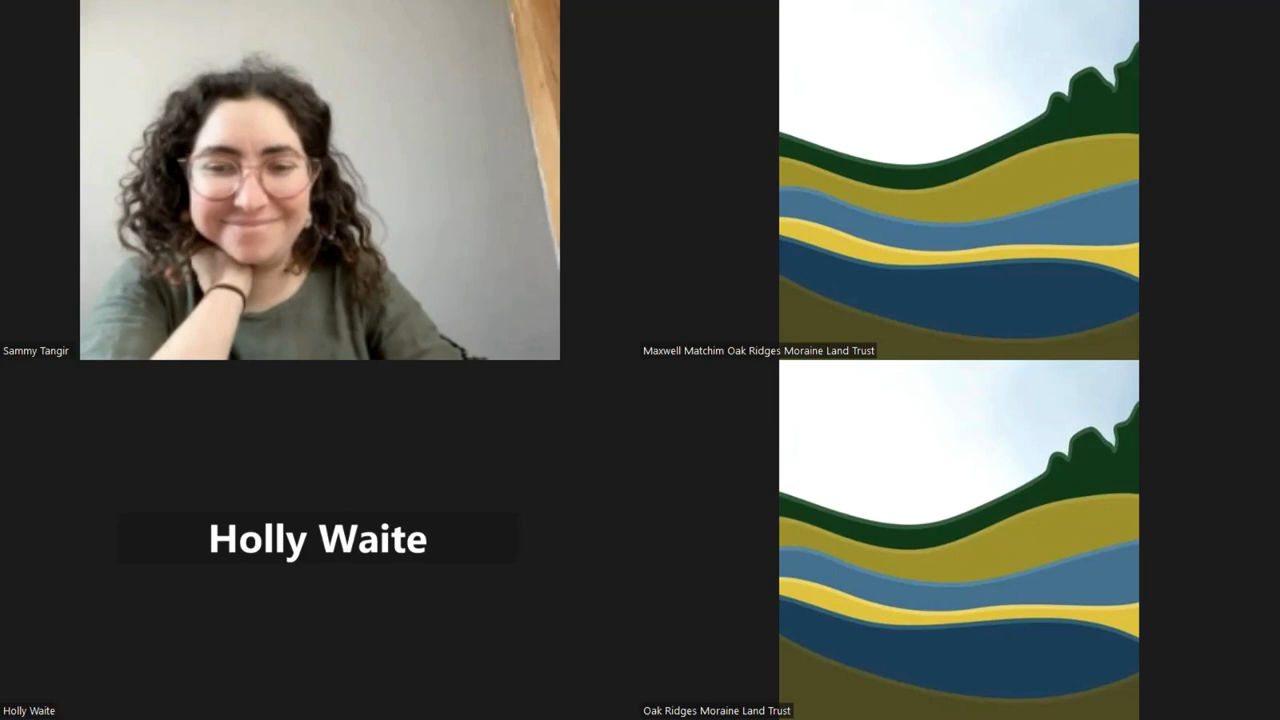 Sammy Tangir
Maxwell Matchim Oak Ridges Moraine Land Trust
Holly Waite
Holly Waite
Oak Ridges Moraine Land Trust